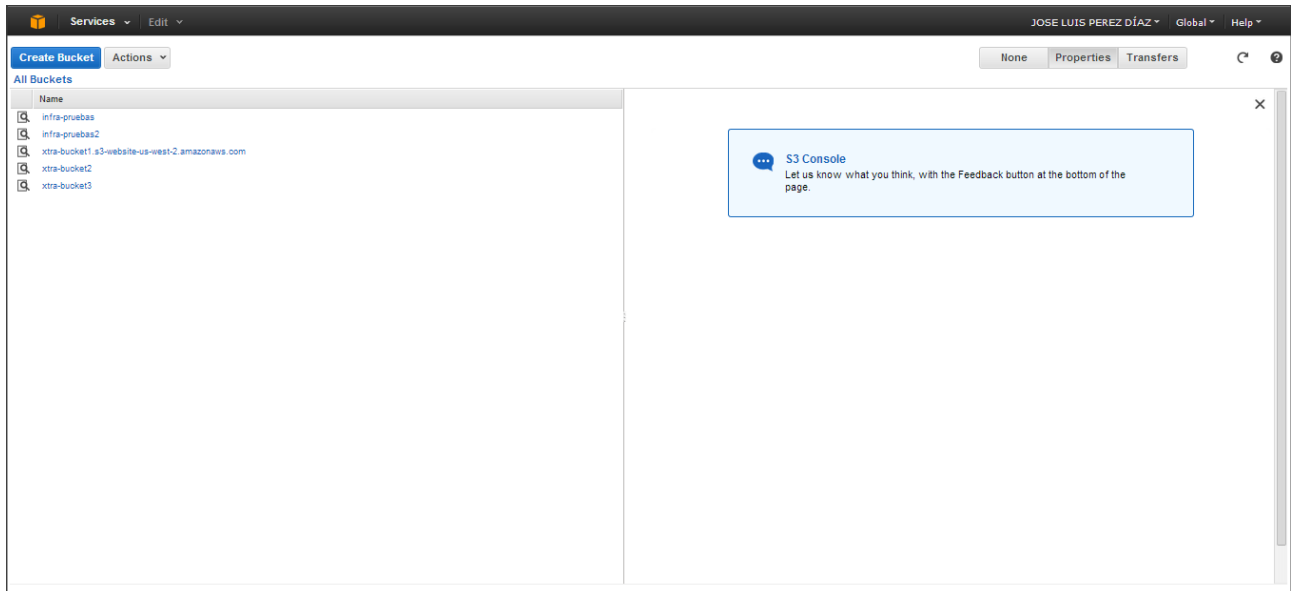 Services Edit JOSE LUIS PEREZ DÍAZ Global Help
Create Bucket Actions None Properties Transfers
All Buckets
Name
infra-pruebas
infra-pruebas2
xtra-bucket1.s3-website-us-west-2.amazonaws.com
xtra-bucket2
xtra-bucket3
S3 Console
Let us know what you think, with the Feedback button at the bottom of the
page.